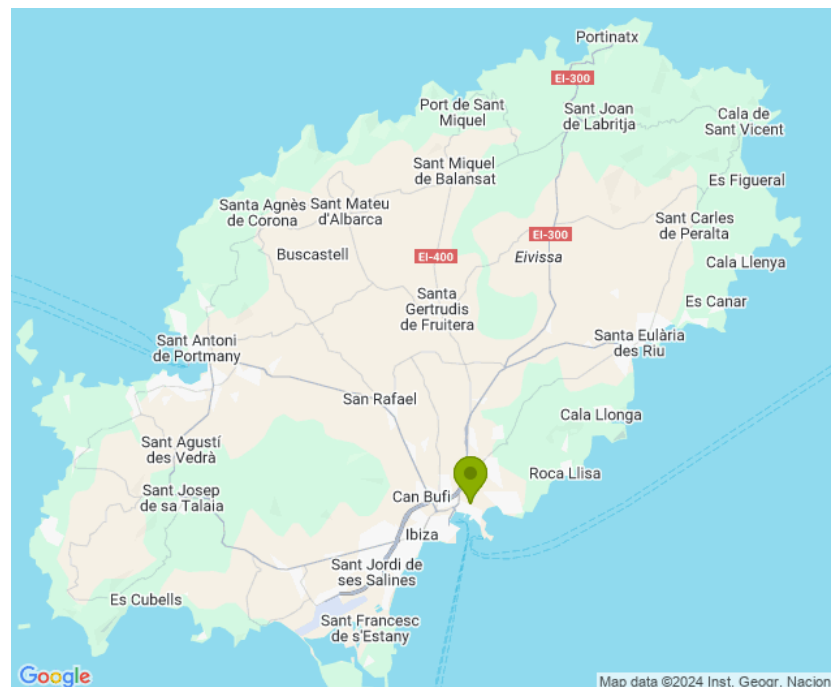 Portinatx
EI-300
Port de Sant
Miquel
Sant Joan
de Labritja
Cala de
Sant Vicent
Sant Miquel
de Balansat
Es Figueral
Santa Agnès
de Corona
Sant Mateu
d'Albarca
Sant Carles
de Peralta
EI-300
Buscastell
EI-400
Eivissa
Cala Llenya
Santa
Gertrudis
de Fruitera
Es Canar
Sant Antoni
de Portmany
Santa Eulària
des Riu
San Rafael
Cala Llonga
Sant Agustí
des Vedrà
Roca Llisa
Sant Josep
de sa Talaia
Can Bufi
Ibiza
Sant Jordi de
ses Salines
Es Cubells
Sant Francesc
de s'Estany
Google
Map data ©2024 Inst. Geogr. Nacion